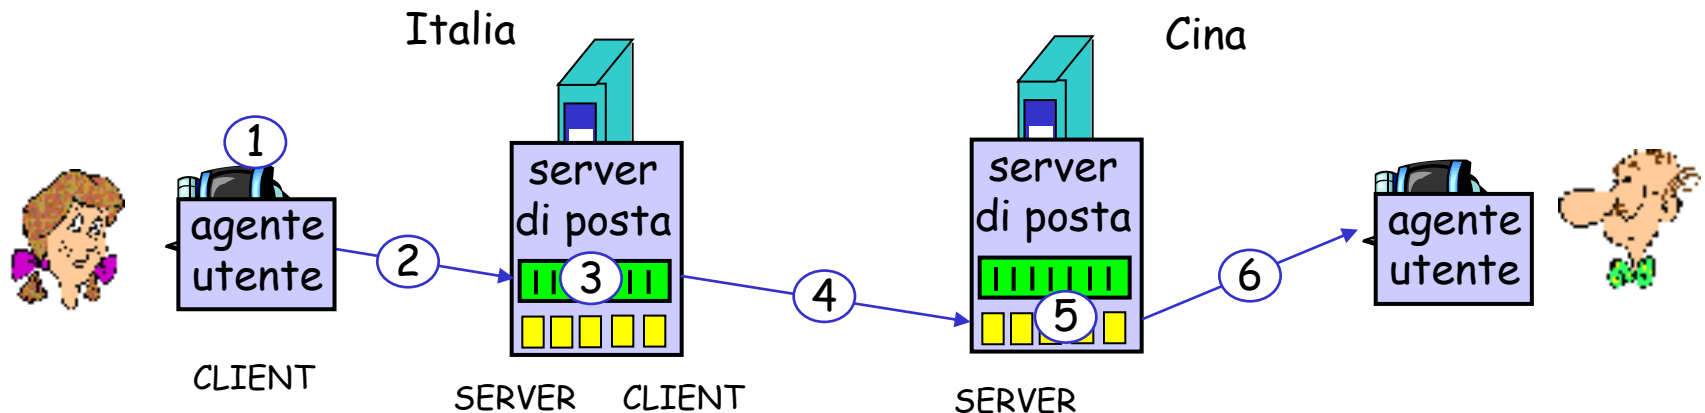 Italia
Cina
1
agente
utente
2
server
di posta
3
4
server
di posta
5
6
agente
utente
CLIENT
SERVER
CLIENT
SERVER